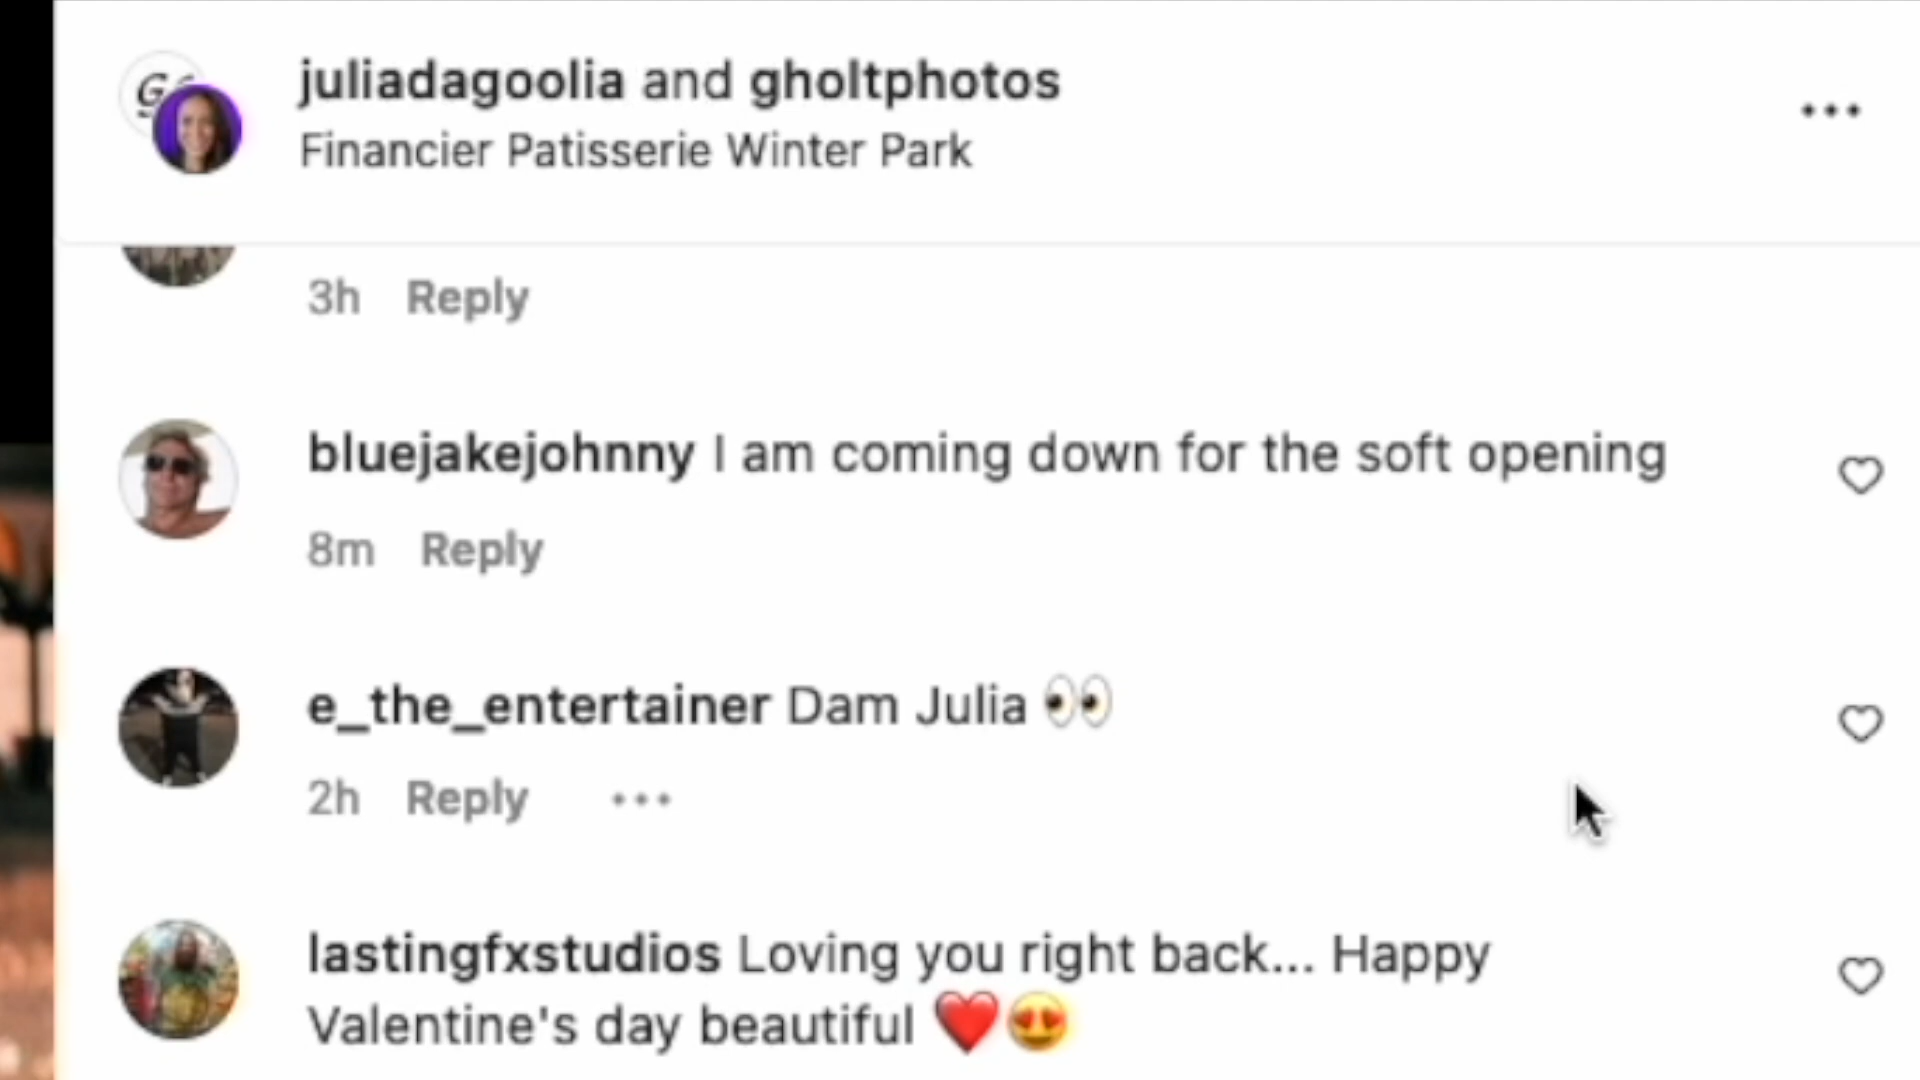 juliadagoolia and gholtphotos
Financier Patisserie Winter Park
3h Reply
bluejakejohnny I am coming down for the soft opening
8m Reply
e_the_entertainer Dam Julia 👀
2h Reply •••
lastingfxstudios Loving you right back... Happy
Valentine's day beautiful ❤️😍